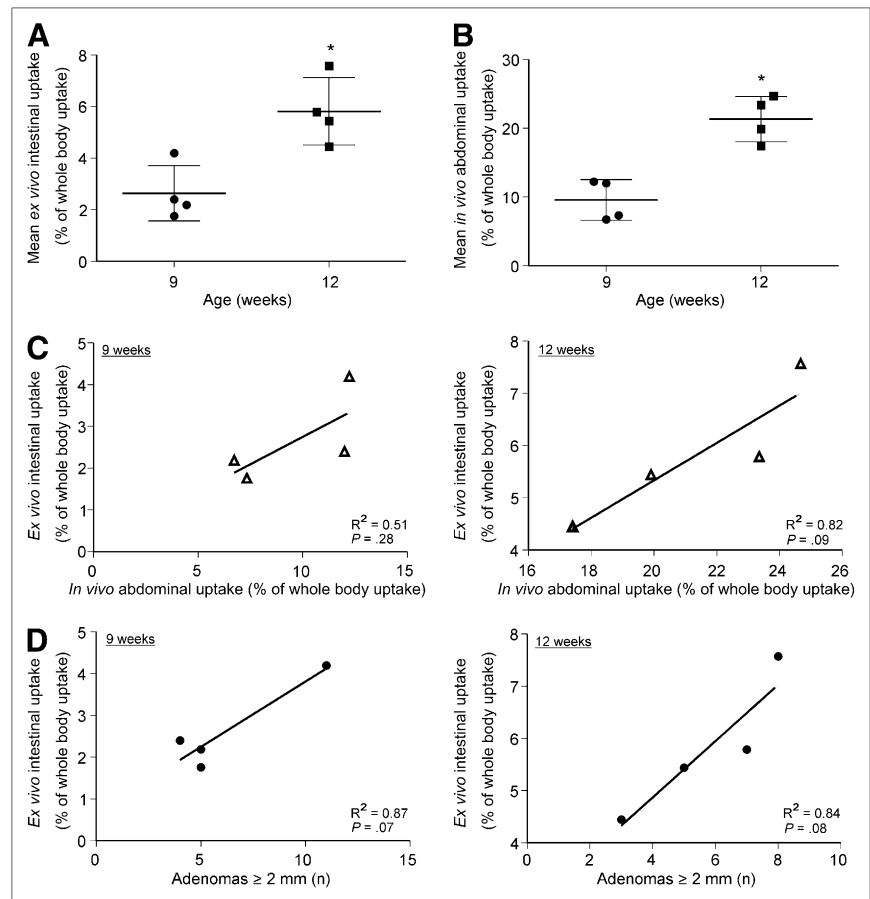 A
Mean ex vivo intestinal uptake
(% of whole body uptake)
8
6
4
2
0
*
9
12
Age (weeks)
B
Mean in vivo abdominal uptake
(% of whole body uptake)
30
20
10
0
*
9
12
Age (weeks)
C
Ex vivo intestinal uptake
(% of whole body uptake)
5
4
3
2
1
0
9 weeks
R² = 0.51
P = .28
0
5
10
15
In vivo abdominal uptake (% of whole body uptake)
Ex vivo intestinal uptake
(% of whole body uptake)
8
7
6
5
4
12 weeks
R² = 0.82
P = .09
16
18
20
22
24
26
In vivo abdominal uptake (% of whole body uptake)
D
Ex vivo intestinal uptake
(% of whole body uptake)
5
4
3
2
1
0
9 weeks
R² = 0.87
P = .07
0
5
10
15
Adenomas ≥ 2 mm (n)
Ex vivo intestinal uptake
(% of whole body uptake)
8
7
6
5
4
12 weeks
R² = 0.84
P = .08
0
2
4
6
8
10
Adenomas ≥ 2 mm (n)